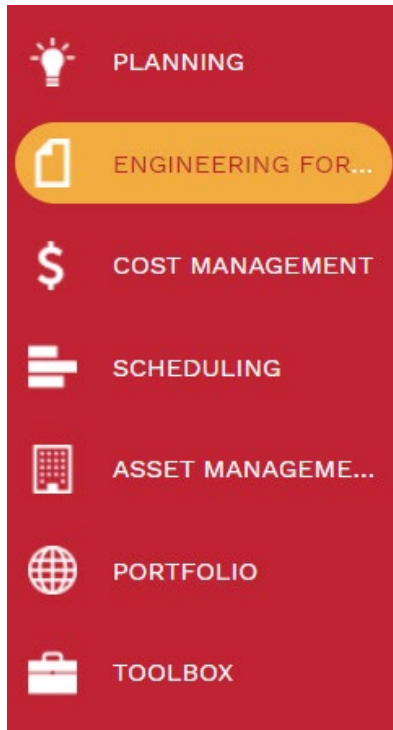 PLANNING
ENGINEERING FOR...
COST MANAGEMENT
SCHEDULING
ASSET MANAGEME...
PORTFOLIO
TOOLBOX